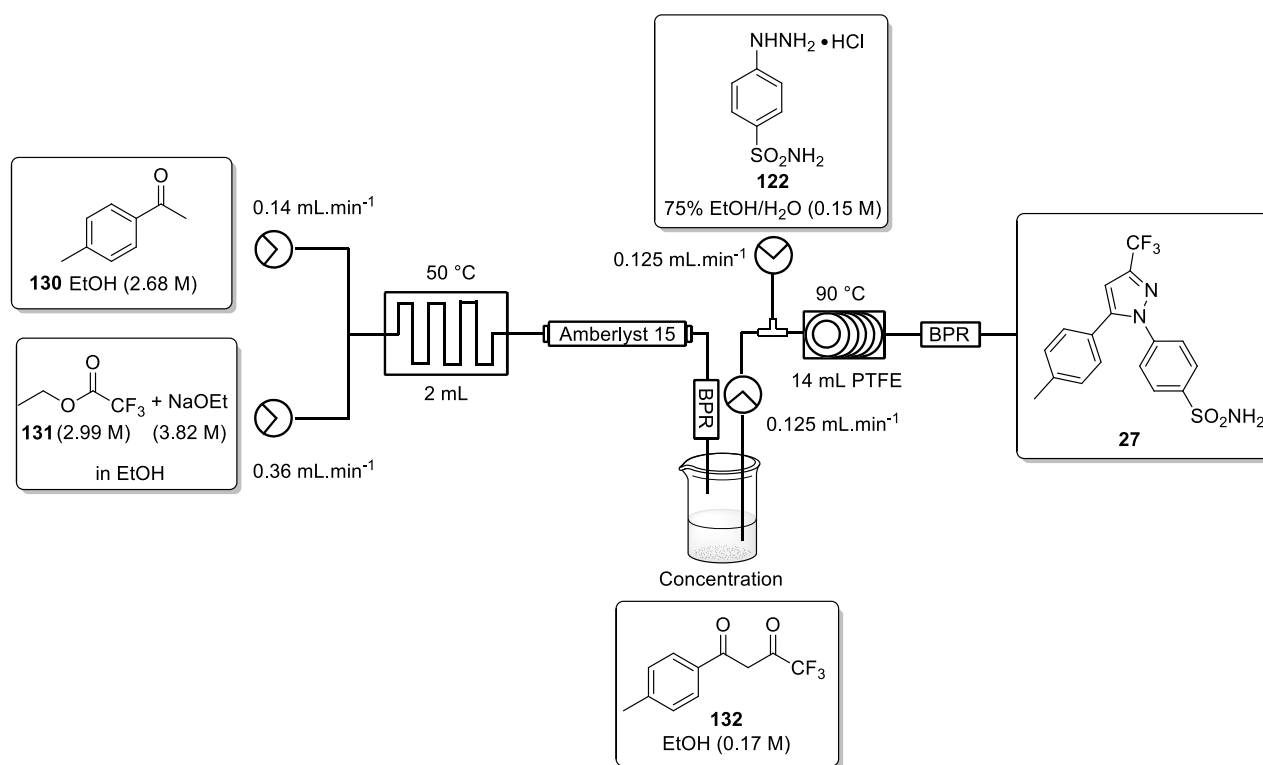 O
130 EtOH (2.68 M)
0.14 mL.min⁻¹
O
O
CF₃ + NaOEt
131 (2.99 M) (3.82 M)
in EtOH
0.36 mL.min⁻¹
50 °C
2 mL
Amberlyst 15
BPR
Concentration
O O
CF₃
132
EtOH (0.17 M)
NHNH₂ • HCl
SO₂NH₂
122
75% EtOH/H₂O (0.15 M)
0.125 mL.min⁻¹
0.125 mL.min⁻¹
90 °C
14 mL PTFE
BPR
CF₃
N
N
SO₂NH₂
27